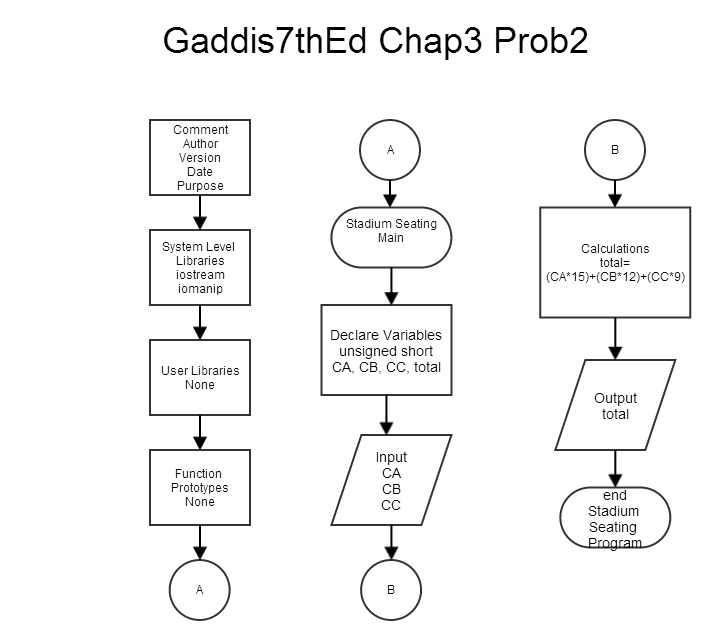 Gaddis7thEd Chap3 Prob2
Comment
Author
Version
Date
Purpose
System Level
Libraries
iostream
iomanip
User Libraries
None
Function
Prototypes
None
A
A
Stadium Seating
Main
Declare Variables
unsigned short
CA, CB, CC, total
Input
CA
CB
CC
B
B
Calculations
total=
(CA*15)+(CB*12)+(CC*9)
Output
total
end
Stadium
Seating
Program